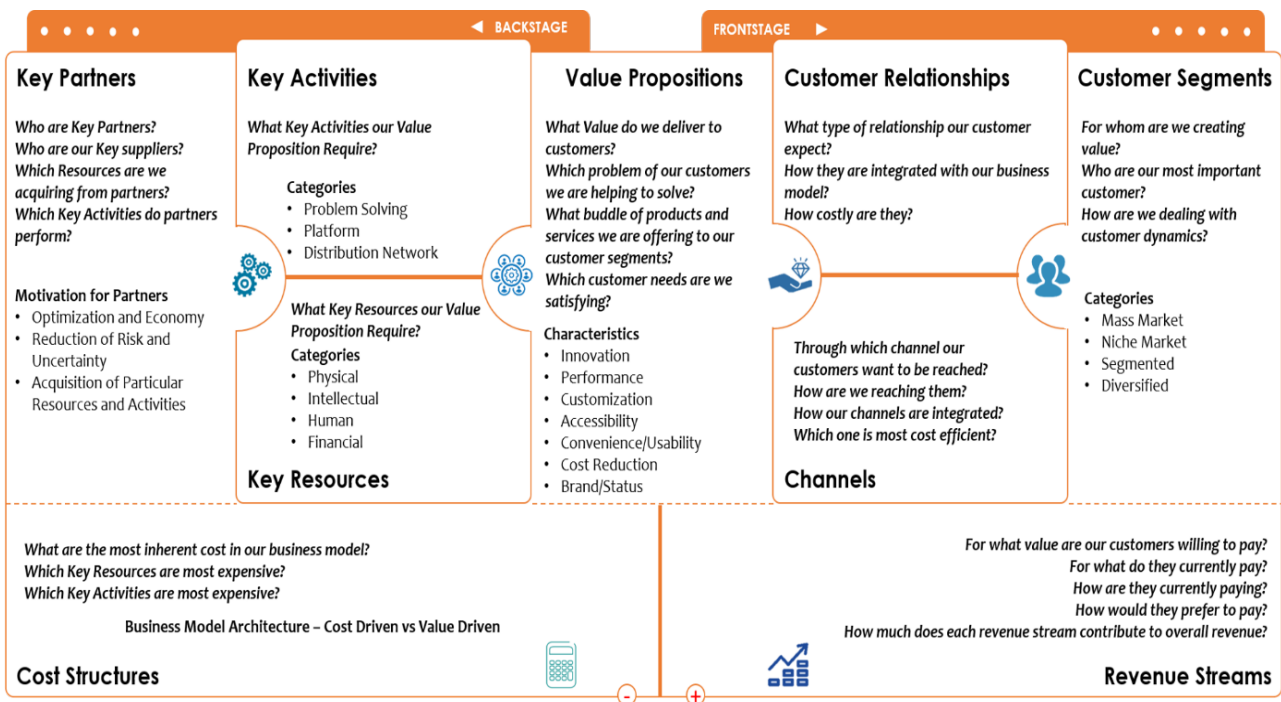 ◄ BACKSTAGE
FRONTSTAGE ►
Key Partners
Who are Key Partners?
Who are our Key suppliers?
Which Resources are we
acquiring from partners?
Which Key Activities do partners
perform?
Motivation for Partners
• Optimization and Economy
• Reduction of Risk and
Uncertainty
• Acquisition of Particular
Resources and Activities
Key Activities
What Key Activities our Value
Proposition Require?
Categories
• Problem Solving
• Platform
• Distribution Network
What Key Resources our Value
Proposition Require?
Categories
• Physical
• Intellectual
• Human
• Financial
Key Resources
Value Propositions
What Value do we deliver to
customers?
Which problem of our customers
we are helping to solve?
What buddle of products and
services we are offering to our
customer segments?
Which customer needs are we
satisfying?
Characteristics
• Innovation
• Performance
• Customization
• Accessibility
• Convenience/Usability
• Cost Reduction
• Brand/Status
Customer Relationships
What type of relationship our customer
expect?
How they are integrated with our business
model?
How costly are they?
Through which channel our
customers want to be reached?
How are we reaching them?
How our channels are integrated?
Which one is most cost efficient?
Channels
Customer Segments
For whom are we creating
value?
Who are our most important
customer?
How are we dealing with
customer dynamics?
Categories
• Mass Market
• Niche Market
• Segmented
• Diversified
What are the most inherent cost in our business model?
Which Key Resources are most expensive?
Which Key Activities are most expensive?
Business Model Architecture – Cost Driven vs Value Driven
Cost Structures
-
+
For what value are our customers willing to pay?
For what do they currently pay?
How are they currently paying?
How would they prefer to pay?
How much does each revenue stream contribute to overall revenue?
Revenue Streams